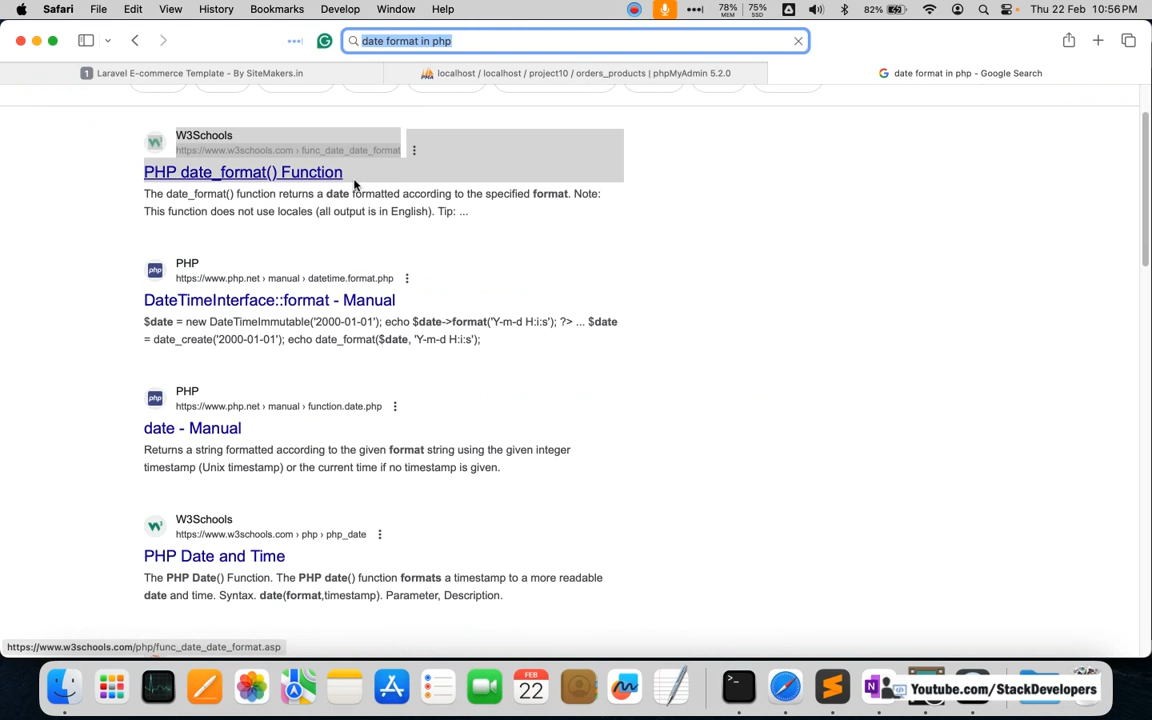 Safari File Edit View History Bookmarks Develop Window Help 78% MEM 75% SSD 82% Thu 22 Feb 10:56 PM
date format in php
1 Laravel E-commerce Template - By SiteMakers.in
localhost / localhost / project10 / orders_products | phpMyAdmin 5.2.0
date format in php - Google Search
W3Schools
https://www.w3schools.com › func_date_date_format
PHP date_format() Function
The date_format() function returns a date formatted according to the specified format. Note:
This function does not use locales (all output is in English). Tip: ...
php
PHP
https://www.php.net › manual › datetime.format.php
DateTimeInterface::format - Manual
$date = new DateTimeImmutable('2000-01-01'); echo $date->format('Y-m-d H:i:s'); ?> ... $date
= date_create('2000-01-01'); echo date_format($date, 'Y-m-d H:i:s');
php
PHP
https://www.php.net › manual › function.date.php
date - Manual
Returns a string formatted according to the given format string using the given integer
timestamp (Unix timestamp) or the current time if no timestamp is given.
W3Schools
https://www.w3schools.com › php › php_date
PHP Date and Time
The PHP Date() Function. The PHP date() function formats a timestamp to a more readable
date and time. Syntax. date(format,timestamp). Parameter, Description.
https://www.w3schools.com/php/func_date_date_format.asp
FEB
22
Youtube.com/StackDevelopers